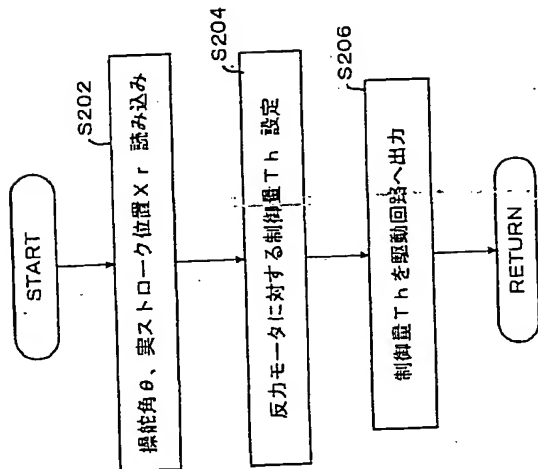 START
S202
操舵角θ、実ストローク位置Xr 読み込み
S204
反力モータに対する制御量Th 設定
S206
制御量Thを駆動回路へ出力
RETURN